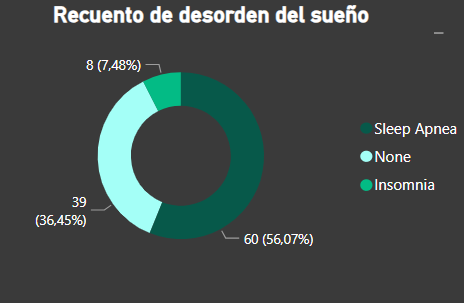 Recuento de desorden del sueño
8 (7,48%)
Sleep Apnea
None
Insomnia
39
(36,45%)
60 (56,07%)